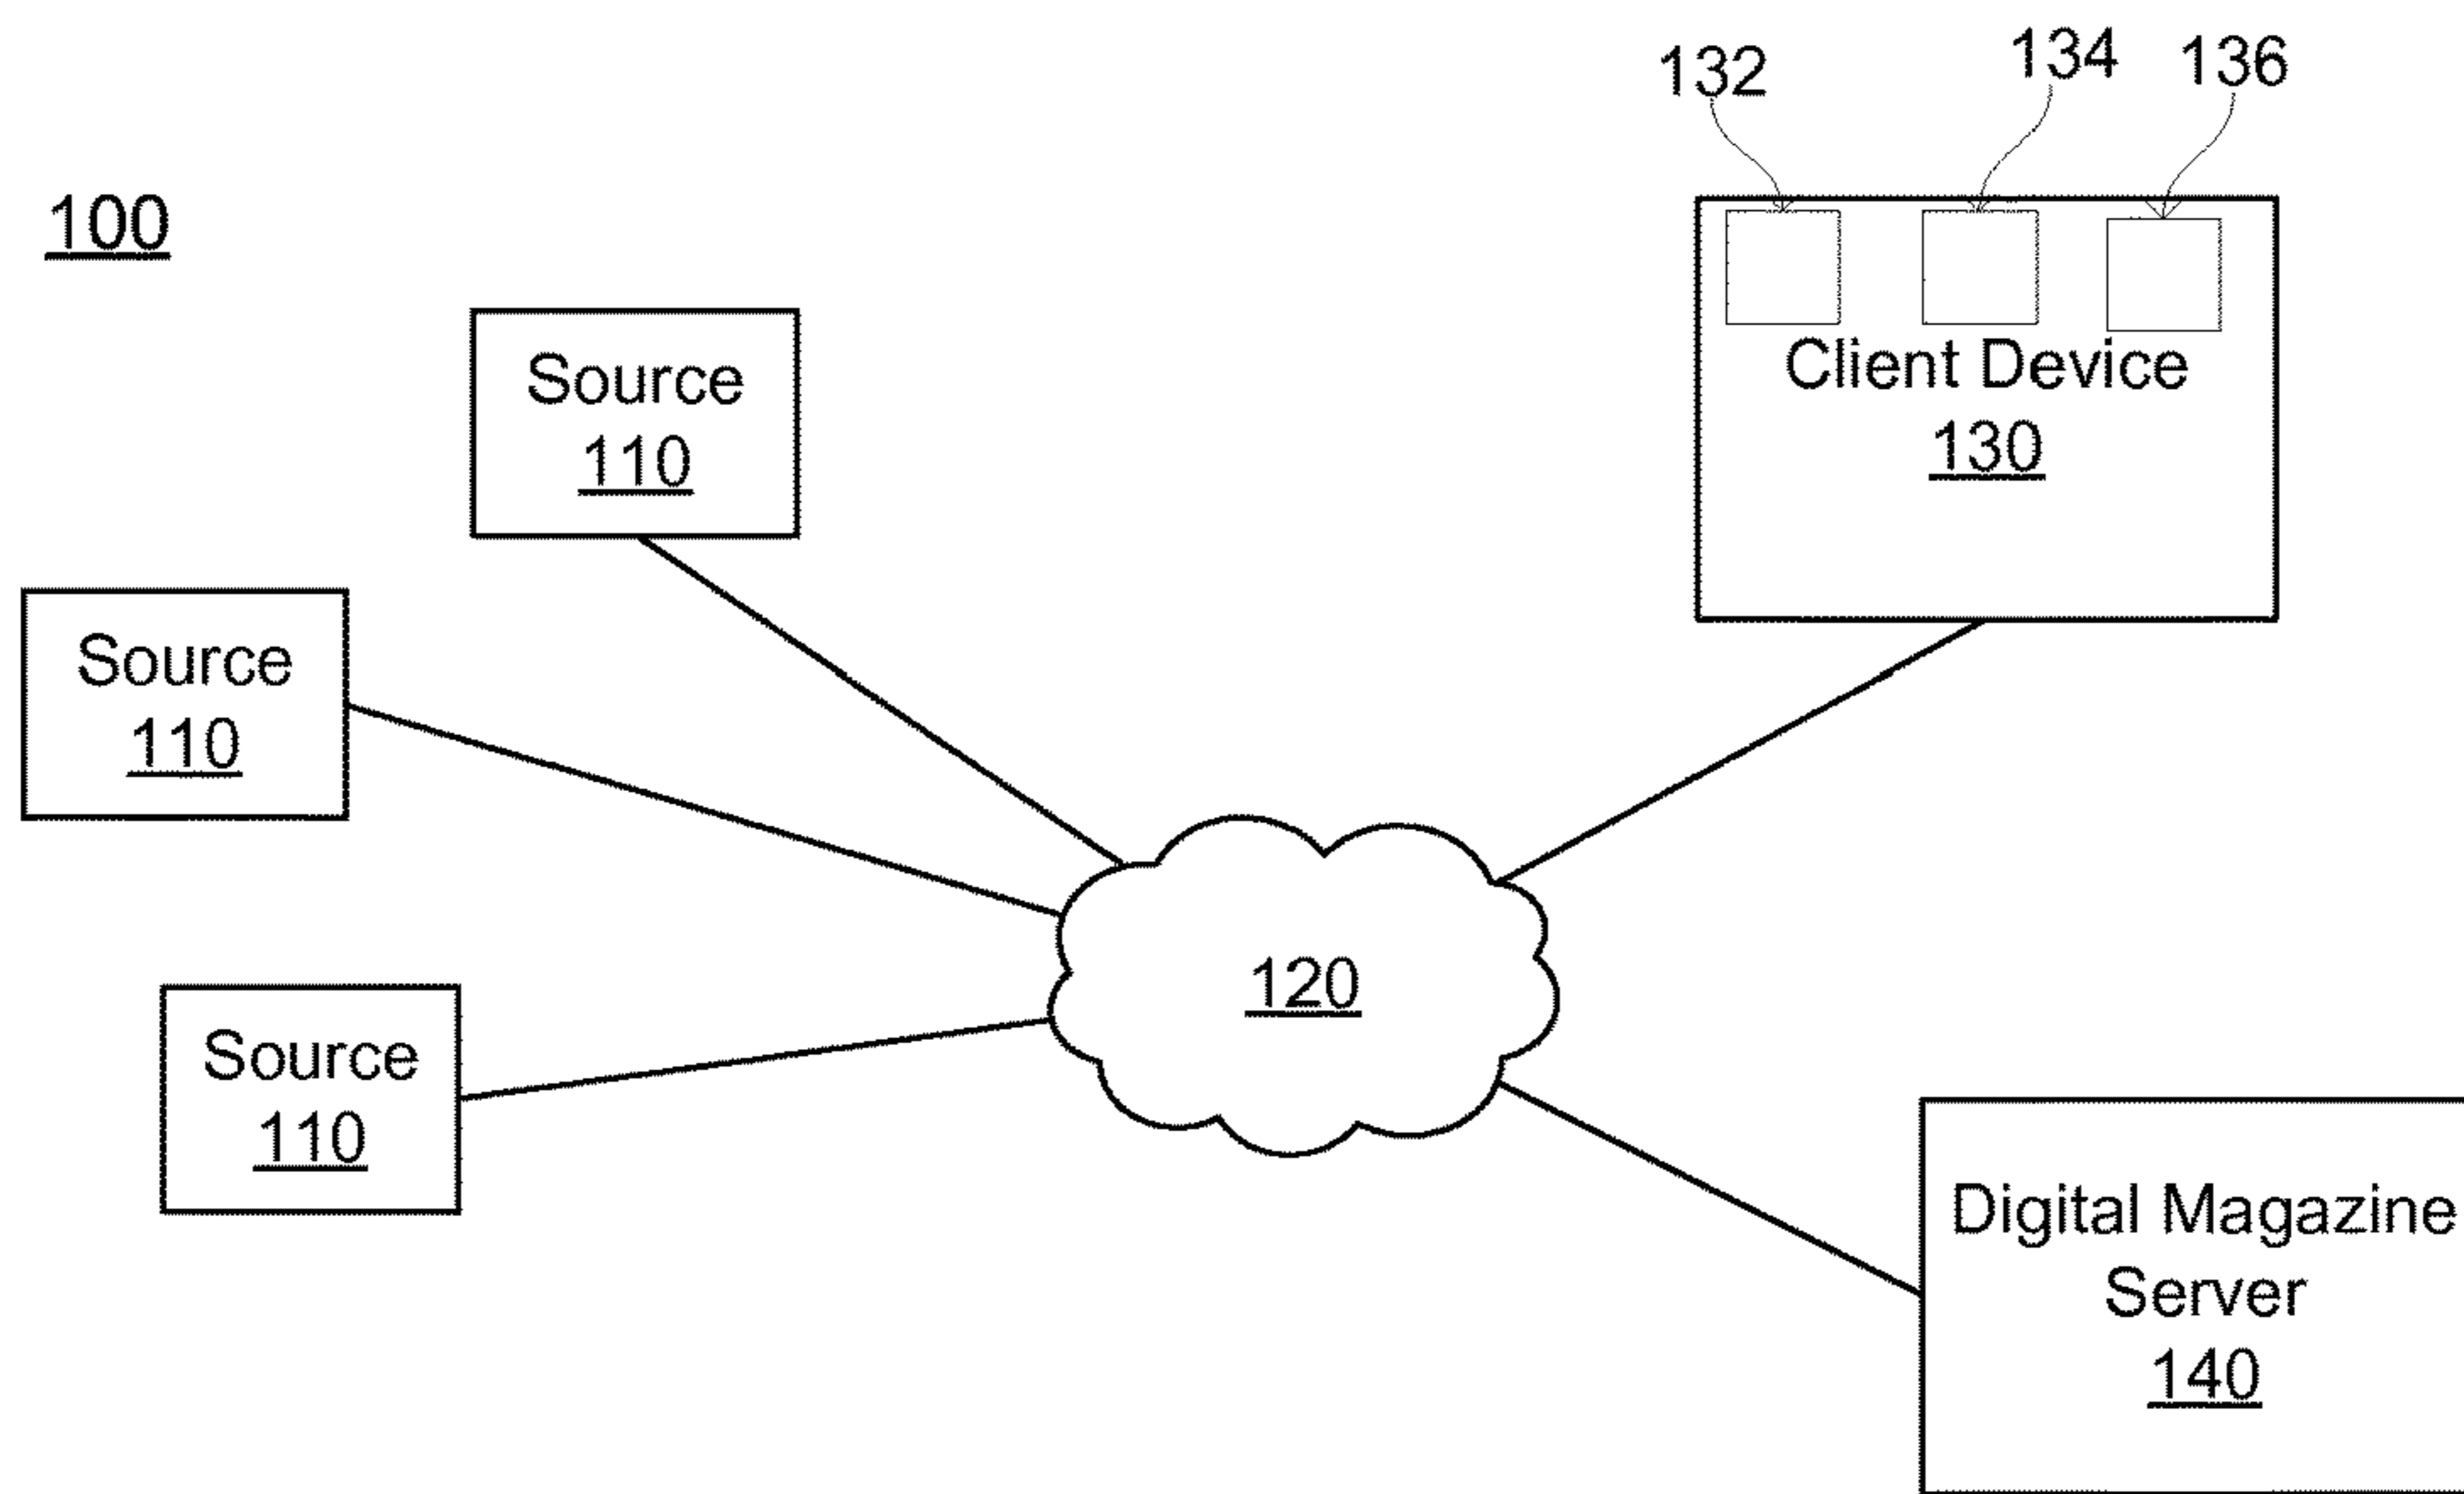 132
134
136
100
Source
110
Client Device
130
Source
110
120
Source
110
Digital Magazine
Server
140